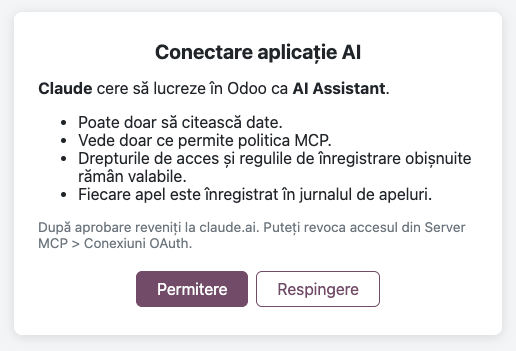 Conectare aplicație AI
Claude cere să lucreze în Odoo ca AI Assistant.
• Poate doar să citească date.
• Vede doar ce permite politica MCP.
• Drepturile de acces și regulile de înregistrare obișnuite
rămân valabile.
• Fiecare apel este înregistrat în jurnalul de apeluri.
După aprobare reveniți la claude.ai. Puteți revoca accesul din Server
MCP > Conexiuni OAuth.
Permitere
Respingere